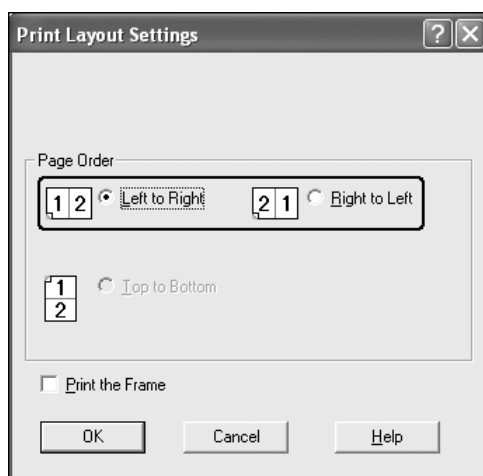 Print Layout Settings
Page Order
1 2 Left to Right 2 1 Right to Left
1
2
Top to Bottom
Print the Frame
OK Cancel Help